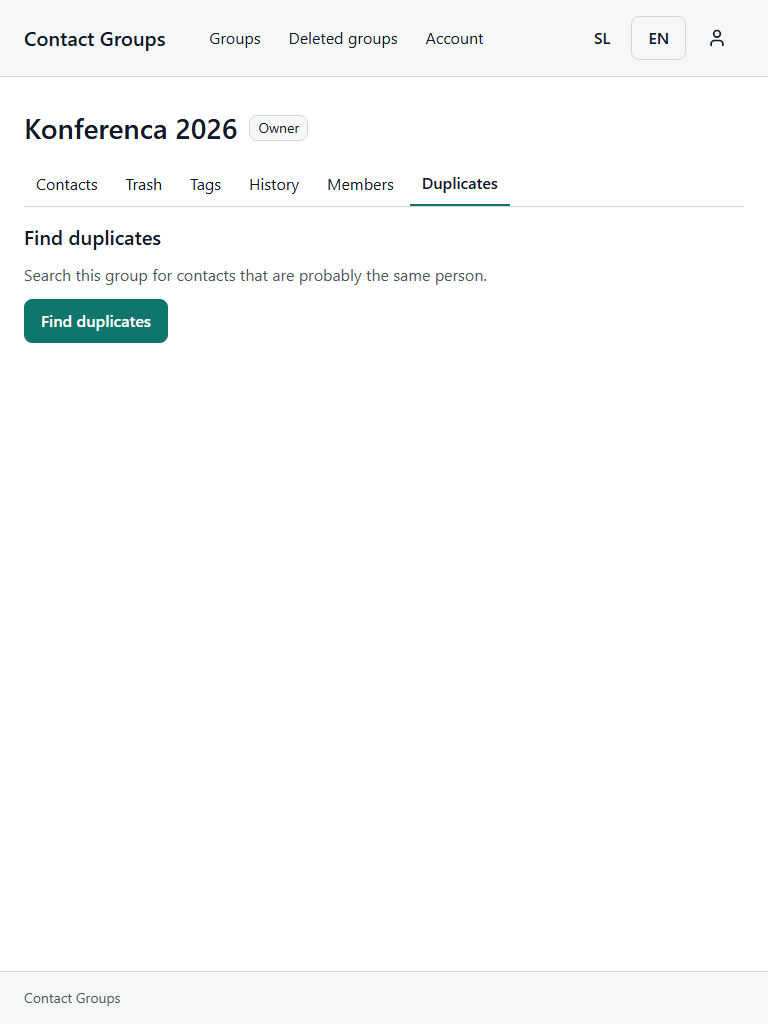 Contact Groups Groups Deleted groups Account SL EN
Konferenca 2026 Owner
Contacts Trash Tags History Members Duplicates
Find duplicates
Search this group for contacts that are probably the same person.
Find duplicates
Contact Groups